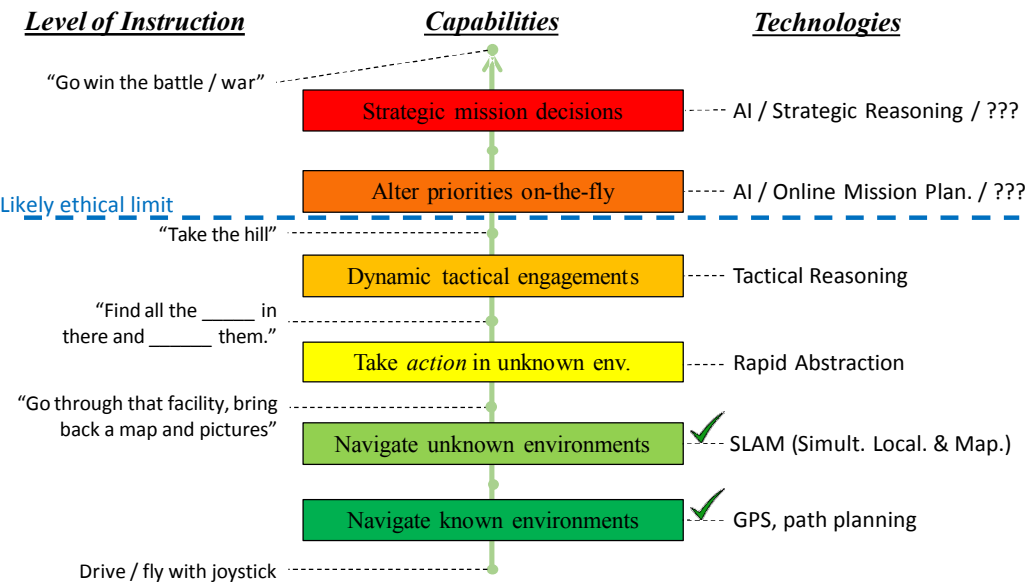 Level of Instruction
Capabilities
Technologies
“Go win the battle / war”
Strategic mission decisions
AI / Strategic Reasoning / ???
Alter priorities on-the-fly
AI / Online Mission Plan. / ???
Likely ethical limit
“Take the hill”
Dynamic tactical engagements
Tactical Reasoning
“Find all the _____ in
there and ______ them.”
Take action in unknown env.
Rapid Abstraction
“Go through that facility, bring
back a map and pictures”
Navigate unknown environments
SLAM (Simult. Local. & Map.)
Navigate known environments
GPS, path planning
Drive / fly with joystick